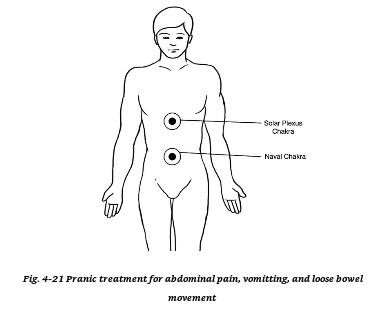 Solar Plexus
Chakra
Naval Chakra
Fig. 4-21 Pranic treatment for abdominal pain, vomitting, and loose bowel
movement